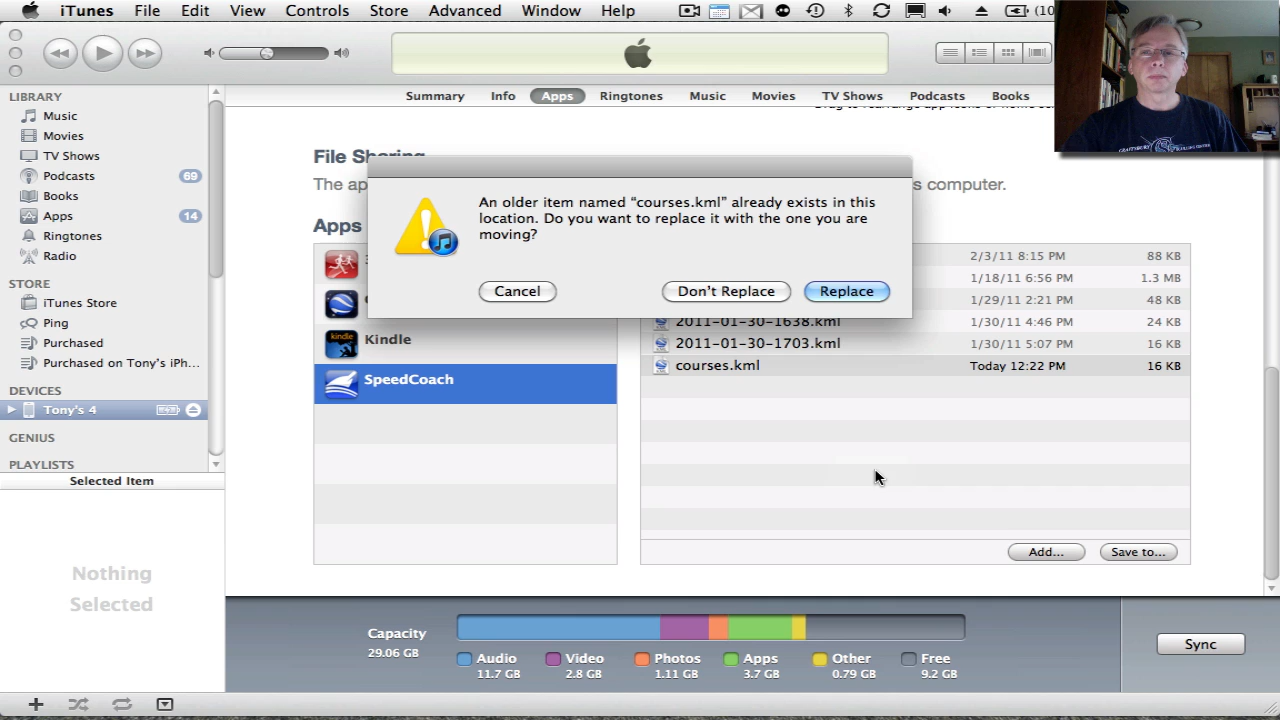 iTunes File Edit View Controls Store Advanced Window Help
LIBRARY
Music
Movies
TV Shows
Podcasts 69
Books
Apps 14
Ringtones
Radio
STORE
iTunes Store
Ping
Purchased
Purchased on Tony's iPh...
DEVICES
Tony's 4
GENIUS
PLAYLISTS
Selected Item
Nothing
Selected
Summary Info Apps Ringtones Music Movies TV Shows Podcasts Books
File Sharing
The ap
s computer.
Apps
An older item named “courses.kml” already exists in this
location. Do you want to replace it with the one you are
moving?
Cancel Don't Replace Replace
Kindle
SpeedCoach
2/3/11 8:15 PM 88 KB
1/18/11 6:56 PM 1.3 MB
1/29/11 2:21 PM 48 KB
2011-01-30-1638.kml 1/30/11 4:46 PM 24 KB
2011-01-30-1703.kml 1/30/11 5:07 PM 16 KB
courses.kml Today 12:22 PM 16 KB
Add... Save to...
Capacity
29.06 GB
Audio
11.7 GB
Video
2.8 GB
Photos
1.11 GB
Apps
3.7 GB
Other
0.79 GB
Free
9.2 GB
Sync